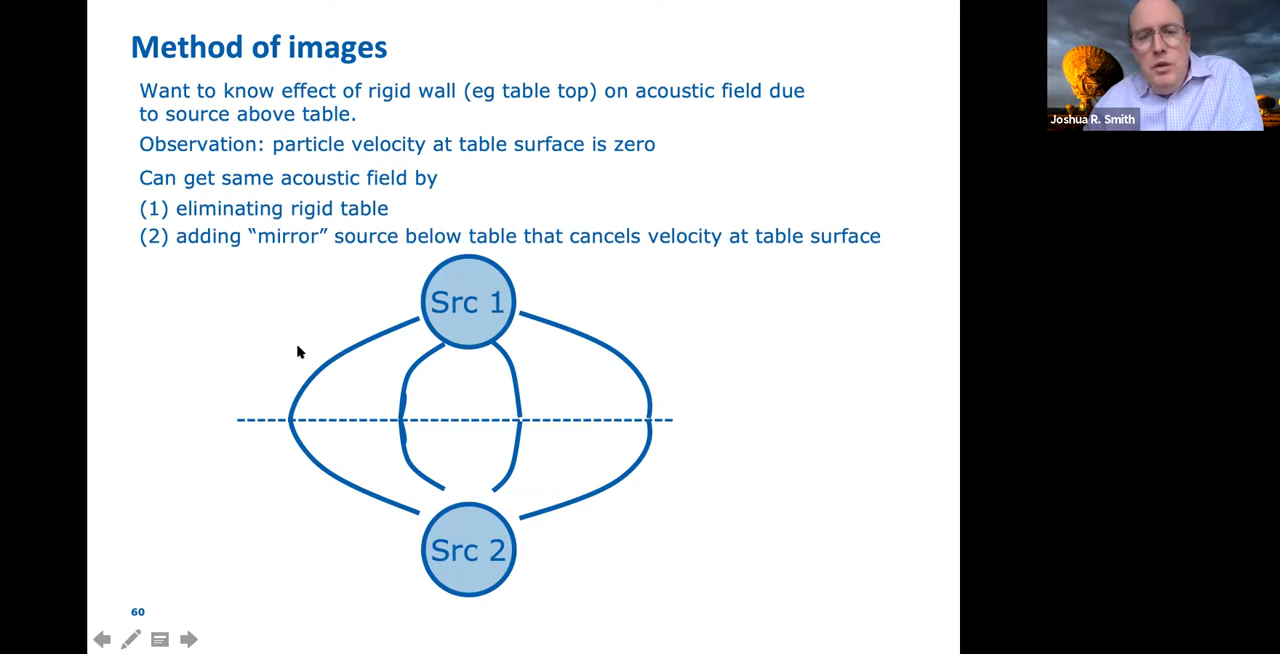 Method of images
Want to know effect of rigid wall (eg table top) on acoustic field due
to source above table.
Observation: particle velocity at table surface is zero
Can get same acoustic field by
(1) eliminating rigid table
(2) adding “mirror” source below table that cancels velocity at table surface
Src 1
Src 2
60
Joshua R. Smith